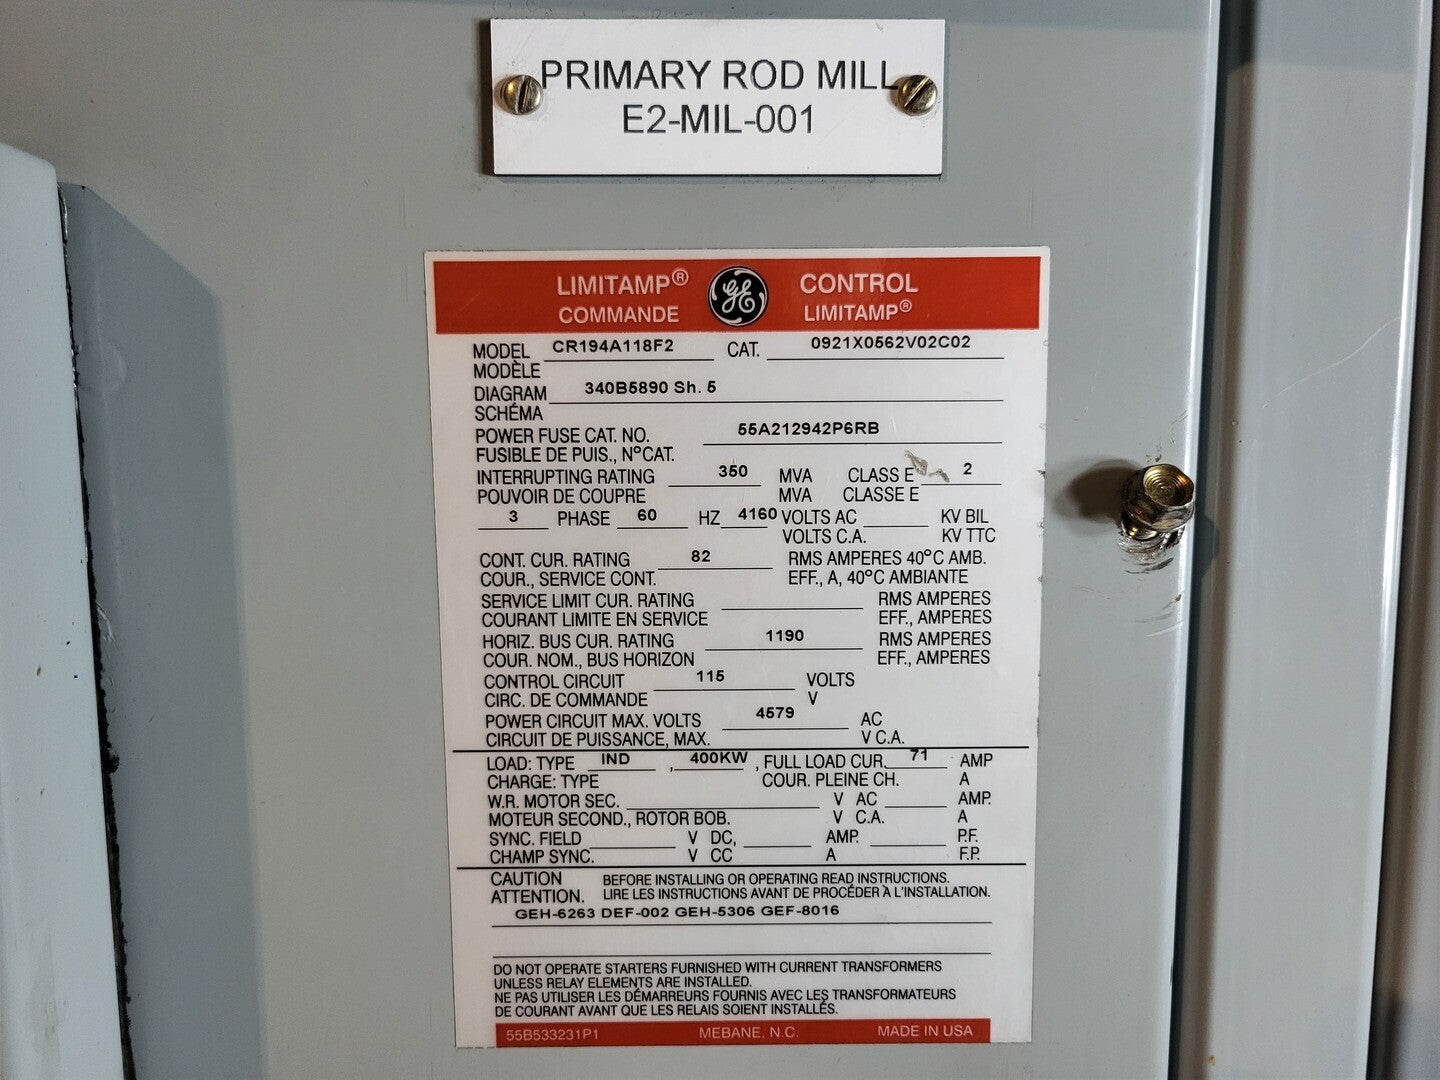 PRIMARY ROD MILL
E2-MIL-001
LIMITAMP® GE CONTROL
COMMANDE LIMITAMP®
MODEL CR194A118F2 CAT. 0921X0562V02C02
MODÈLE
DIAGRAM 340B5890 Sh. 5
SCHÉMA
POWER FUSE CAT. NO. 55A212942P6RB
FUSIBLE DE PUIS., N°CAT.
INTERRUPTING RATING 350 MVA CLASS E 2
POUVOIR DE COUPRE MVA CLASSE E
3 PHASE 60 HZ 4160 VOLTS AC KV BIL
VOLTS C.A. KV TTC
CONT. CUR. RATING 82 RMS AMPERES 40°C AMB.
COUR., SERVICE CONT. EFF., A, 40°C AMBIANTE
SERVICE LIMIT CUR. RATING RMS AMPERES
COURANT LIMITE EN SERVICE EFF., AMPERES
HORIZ. BUS CUR. RATING 1190 RMS AMPERES
COUR. NOM., BUS HORIZON EFF., AMPERES
CONTROL CIRCUIT 115 VOLTS
CIRC. DE COMMANDE V
POWER CIRCUIT MAX. VOLTS 4579 AC
CIRCUIT DE PUISSANCE, MAX. V C.A.
LOAD: TYPE IND , 400KW , FULL LOAD CUR. 71 AMP
CHARGE: TYPE COUR. PLEINE CH. A
W.R. MOTOR SEC. V AC AMP.
MOTEUR SECOND., ROTOR BOB. V C.A. A
SYNC. FIELD V DC, AMP. P.F.
CHAMP SYNC. V CC A F.P.
CAUTION BEFORE INSTALLING OR OPERATING READ INSTRUCTIONS.
ATTENTION. LIRE LES INSTRUCTIONS AVANT DE PROCÉDER À L'INSTALLATION.
GEH-6263 DEF-002 GEH-5306 GEF-8016
DO NOT OPERATE STARTERS FURNISHED WITH CURRENT TRANSFORMERS
UNLESS RELAY ELEMENTS ARE INSTALLED.
NE PAS UTILISER LES DÉMARREURS FOURNIS AVEC LES TRANSFORMATEURS
DE COURANT AVANT QUE LES RELAIS SOIENT INSTALLÉS.
55B533231P1 MEBANE, N.C. MADE IN USA